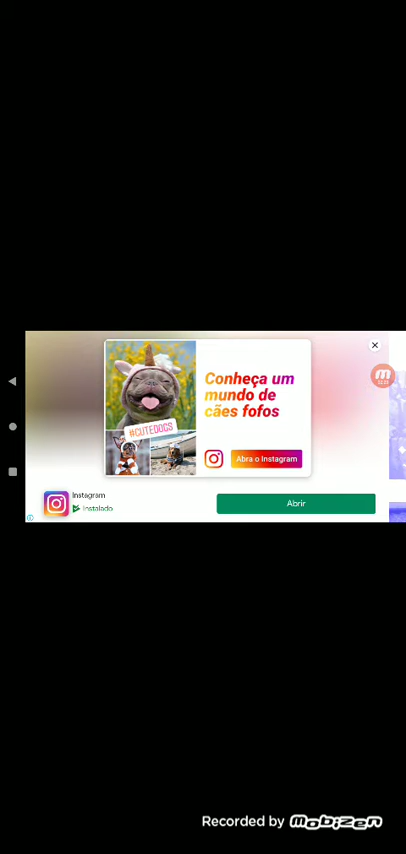 Conheça um
mundo de
cães fofos
#CUTEDOGS
Abra o Instagram
Instagram
Instalado
Abrir
Recorded by Mobizen